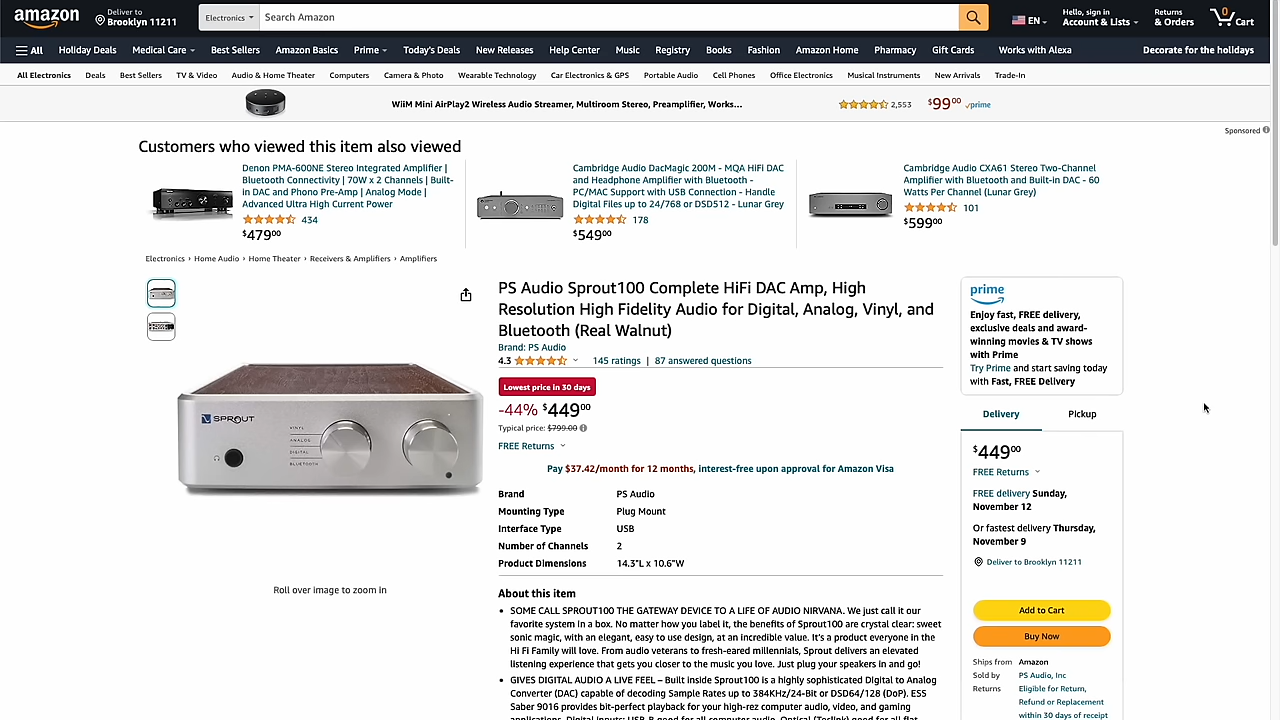 amazon
Deliver to
Brooklyn 11211
Electronics
Search Amazon
EN
Hello, sign in
Account & Lists
Returns
& Orders
0
Cart
All
Holiday Deals
Medical Care
Best Sellers
Amazon Basics
Prime
Today's Deals
New Releases
Help Center
Music
Registry
Books
Fashion
Amazon Home
Pharmacy
Gift Cards
Works with Alexa
Decorate for the holidays
All Electronics
Deals
Best Sellers
TV & Video
Audio & Home Theater
Computers
Camera & Photo
Wearable Technology
Car Electronics & GPS
Portable Audio
Cell Phones
Office Electronics
Musical Instruments
New Arrivals
Trade-In
WiiM Mini AirPlay2 Wireless Audio Streamer, Multiroom Stereo, Preamplifier, Works...
2,553
$9900
prime
Sponsored
Customers who viewed this item also viewed
Denon PMA-600NE Stereo Integrated Amplifier |
Bluetooth Connectivity | 70W x 2 Channels | Built-
in DAC and Phono Pre-Amp | Analog Mode |
Advanced Ultra High Current Power
434
$47900
Cambridge Audio DacMagic 200M - MQA HiFi DAC
and Headphone Amplifier with Bluetooth -
PC/MAC Support with USB Connection - Handle
Digital Files up to 24/768 or DSD512 - Lunar Grey
178
$54900
Cambridge Audio CXA61 Stereo Two-Channel
Amplifier with Bluetooth and Built-in DAC - 60
Watts Per Channel (Lunar Grey)
101
$59900
Electronics › Home Audio › Home Theater › Receivers & Amplifiers › Amplifiers
SPROUT
VINYL
ANALOG
DIGITAL
BLUETOOTH
Roll over image to zoom in
PS Audio Sprout100 Complete HiFi DAC Amp, High
Resolution High Fidelity Audio for Digital, Analog, Vinyl, and
Bluetooth (Real Walnut)
Brand: PS Audio
4.3
145 ratings | 87 answered questions
Lowest price in 30 days
-44% $44900
Typical price: $799.00
FREE Returns
Pay $37.42/month for 12 months, interest-free upon approval for Amazon Visa
Brand PS Audio
Mounting Type Plug Mount
Interface Type USB
Number of Channels 2
Product Dimensions 14.3"L x 10.6"W
About this item
• SOME CALL SPROUT100 THE GATEWAY DEVICE TO A LIFE OF AUDIO NIRVANA. We just call it our
favorite system in a box. No matter how you label it, the benefits of Sprout100 are crystal clear: sweet
sonic magic, with an elegant, easy to use design, at an incredible value. It's a product everyone in the
Hi Fi Family will love. From audio veterans to fresh-eared millennials, Sprout delivers an elevated
listening experience that gets you closer to the music you love. Just plug your speakers in and go!
• GIVES DIGITAL AUDIO A LIVE FEEL – Built inside Sprout100 is a highly sophisticated Digital to Analog
Converter (DAC) capable of decoding Sample Rates up to 384KHz/24-Bit or DSD64/128 (DoP). ESS
Saber 9016 provides bit-perfect playback for your high-rez computer audio, video, and gaming
applications. Digital inputs: USB-B good for all computer audio, Optical (Toslink) good for all flat
prime
Enjoy fast, FREE delivery,
exclusive deals and award-
winning movies & TV shows
with Prime
Try Prime and start saving today
with Fast, FREE Delivery
Delivery
Pickup
$44900
FREE Returns
FREE delivery Sunday,
November 12
Or fastest delivery Thursday,
November 9
Deliver to Brooklyn 11211
Add to Cart
Buy Now
Ships from Amazon
Sold by PS Audio, Inc
Returns Eligible for Return,
Refund or Replacement
within 30 days of receipt